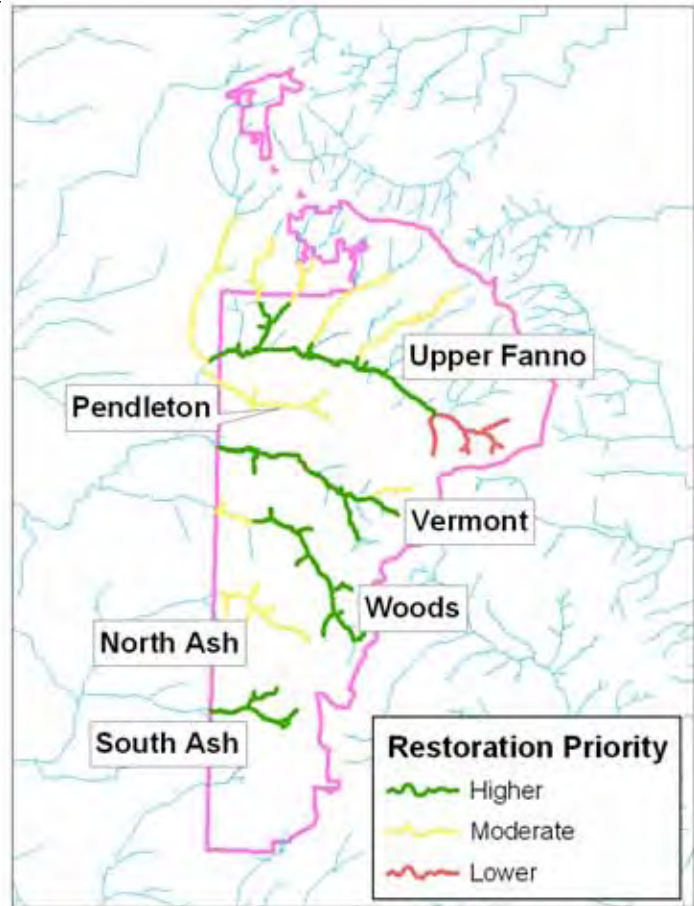 Upper Fanno
Pendleton
Vermont
Woods
North Ash
South Ash
Restoration Priority
Higher
Moderate
Lower